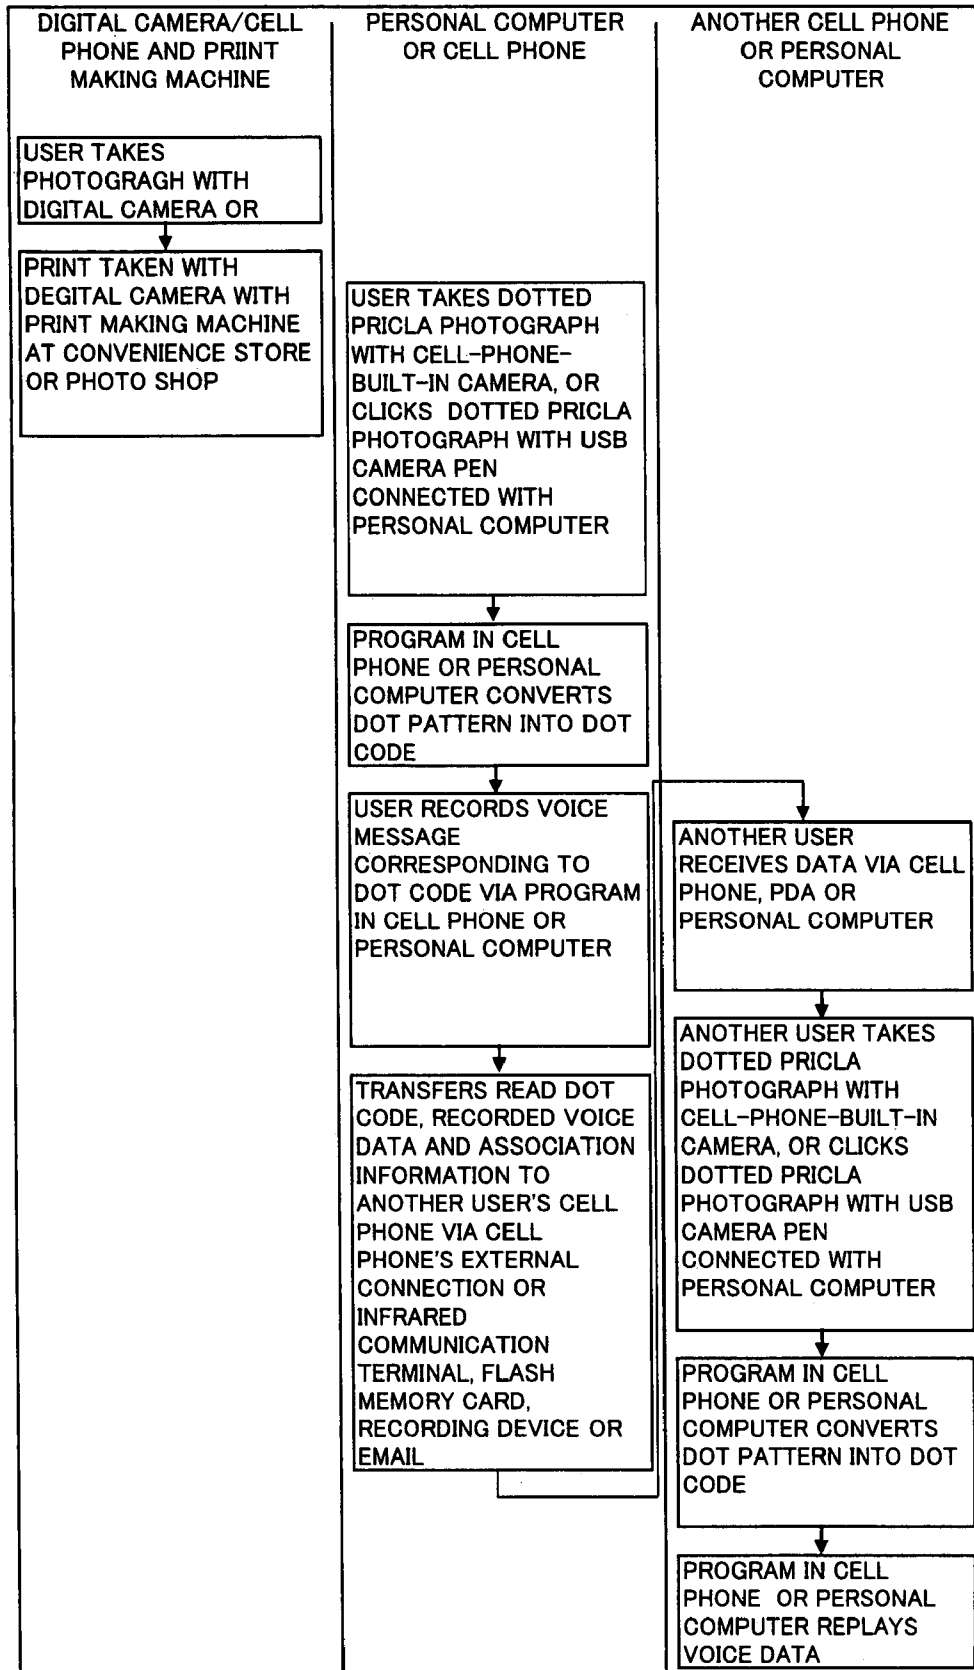 DIGITAL CAMERA/CELL
PHONE AND PRIINT
MAKING MACHINE
USER TAKES
PHOTOGRAGH WITH
DIGITAL CAMERA OR
PRINT TAKEN WITH
DEGITAL CAMERA WITH
PRINT MAKING MACHINE
AT CONVENIENCE STORE
OR PHOTO SHOP
PERSONAL COMPUTER
OR CELL PHONE
USER TAKES DOTTED
PRICLA PHOTOGRAPH
WITH CELL-PHONE-
BUILT-IN CAMERA, OR
CLICKS DOTTED PRICLA
PHOTOGRAPH WITH USB
CAMERA PEN
CONNECTED WITH
PERSONAL COMPUTER
PROGRAM IN CELL
PHONE OR PERSONAL
COMPUTER CONVERTS
DOT PATTERN INTO DOT
CODE
USER RECORDS VOICE
MESSAGE
CORRESPONDING TO
DOT CODE VIA PROGRAM
IN CELL PHONE OR
PERSONAL COMPUTER
TRANSFERS READ DOT
CODE, RECORDED VOICE
DATA AND ASSOCIATION
INFORMATION TO
ANOTHER USER'S CELL
PHONE VIA CELL
PHONE'S EXTERNAL
CONNECTION OR
INFRARED
COMMUNICATION
TERMINAL, FLASH
MEMORY CARD,
RECORDING DEVICE OR
EMAIL
ANOTHER CELL PHONE
OR PERSONAL
COMPUTER
ANOTHER USER
RECEIVES DATA VIA CELL
PHONE, PDA OR
PERSONAL COMPUTER
ANOTHER USER TAKES
DOTTED PRICLA
PHOTOGRAPH WITH
CELL-PHONE-BUILT-IN
CAMERA, OR CLICKS
DOTTED PRICLA
PHOTOGRAPH WITH USB
CAMERA PEN
CONNECTED WITH
PERSONAL COMPUTER
PROGRAM IN CELL
PHONE OR PERSONAL
COMPUTER CONVERTS
DOT PATTERN INTO DOT
CODE
PROGRAM IN CELL
PHONE OR PERSONAL
COMPUTER REPLAYS
VOICE DATA